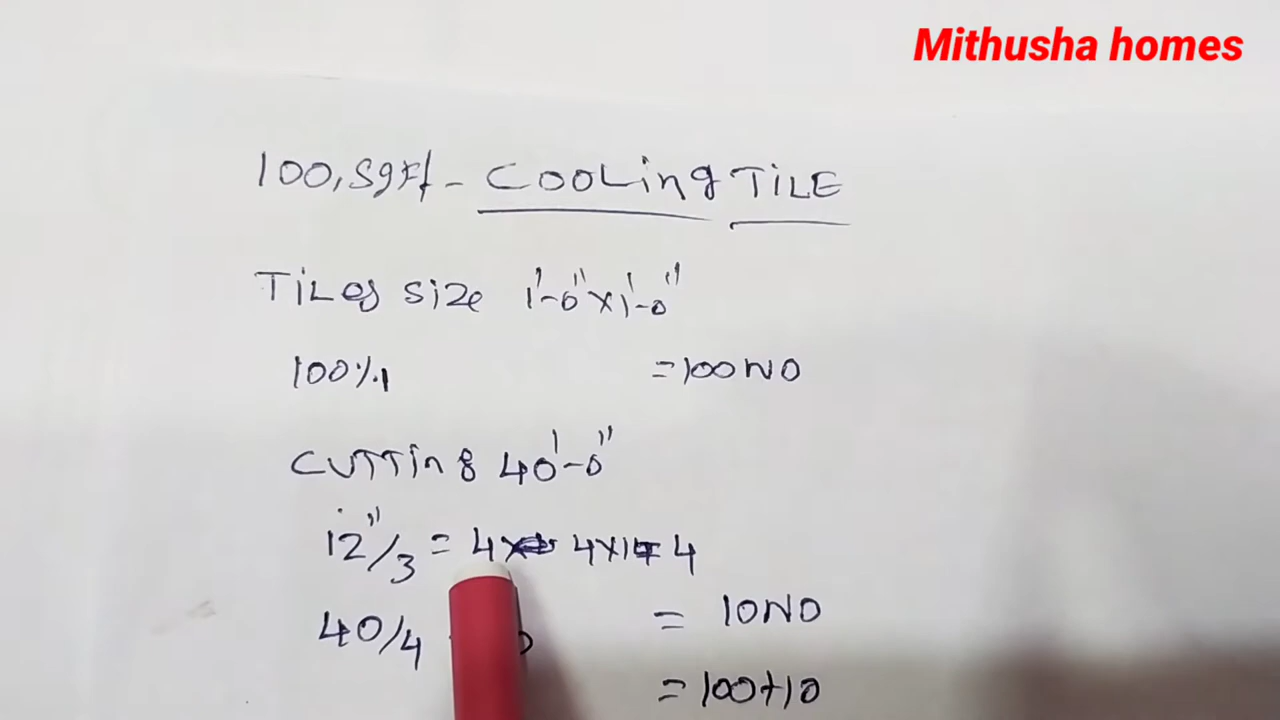 Mithusha homes
100,SqFt - COOLing TILE
TiLes size 1'-0"x1'-0"
100% =100NO
CUTTing 40'-0"
12"/3 = 4x 4x1= 4
40/4 = 10NO
=100+10